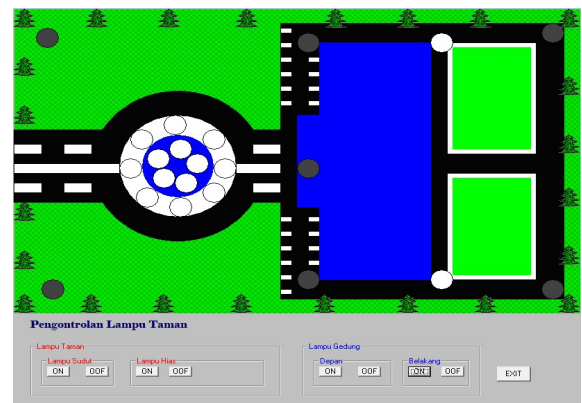 Pengontrolan Lampu Taman
Lampu Taman
Lampu Gedung
Lampu Sudut
Lampu Hias
Depan
Belakang
ON OOF ON OOF ON OOF ON OOF EXIT